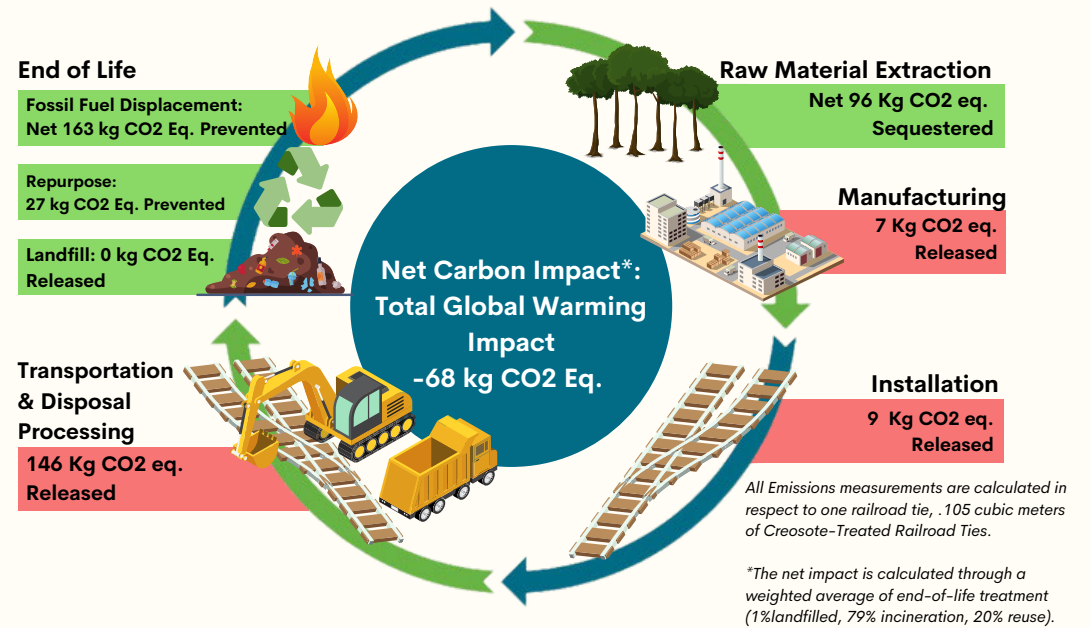 End of Life
Fossil Fuel Displacement:
Net 163 kg CO2 Eq. Prevented
Repurpose:
27 kg CO2 Eq. Prevented
Landfill: 0 kg CO2 Eq.
Released
Transportation
& Disposal
Processing
146 Kg CO2 eq.
Released
Net Carbon Impact*:
Total Global Warming
Impact
-68 kg CO2 Eq.
Raw Material Extraction
Net 96 Kg CO2 eq.
Sequestered
Manufacturing
7 Kg CO2 eq.
Released
Installation
9 Kg CO2 eq.
Released
All Emissions measurements are calculated in
respect to one railroad tie, .105 cubic meters
of Creosote-Treated Railroad Ties.
*The net impact is calculated through a
weighted average of end-of-life treatment
(1%landfilled, 79% incineration, 20% reuse).